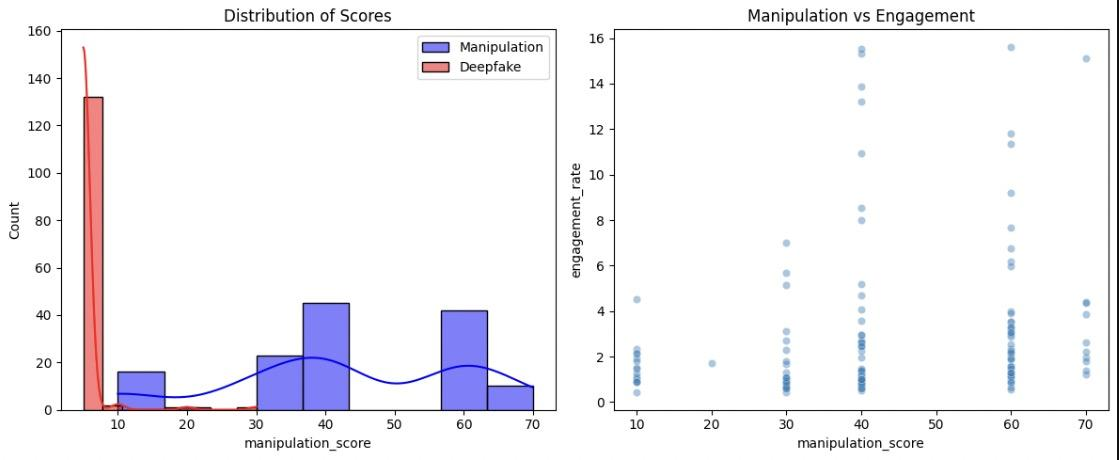 Distribution of Scores
Manipulation
Deepfake
160
140
120
100
80
60
40
20
0
Count
10 20 30 40 50 60 70
manipulation_score
Manipulation vs Engagement
16
14
12
10
8
6
4
2
0
engagement_rate
10 20 30 40 50 60 70
manipulation_score